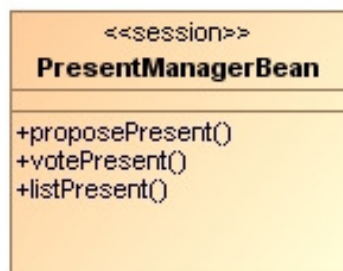 <<session>>
PresentManagerBean
+proposePresent()
+votePresent()
+listPresent()